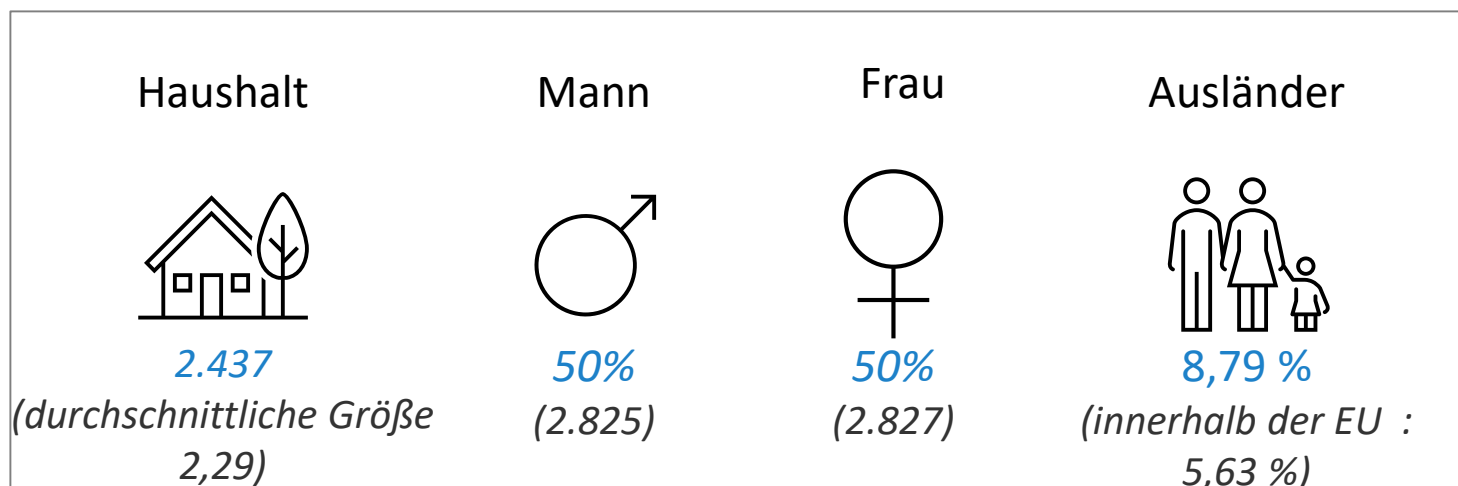 Haushalt
Mann
Frau
Ausländer
2.437
(durchschnittliche Größe
2,29)
50%
(2.825)
50%
(2.827)
8,79 %
(innerhalb der EU :
5,63 %)